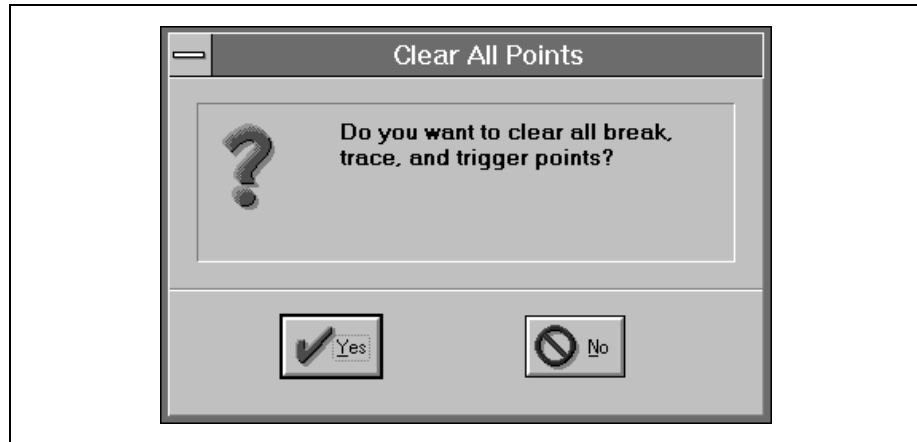 Clear All Points
Do you want to clear all break,
trace, and trigger points?
Yes
No